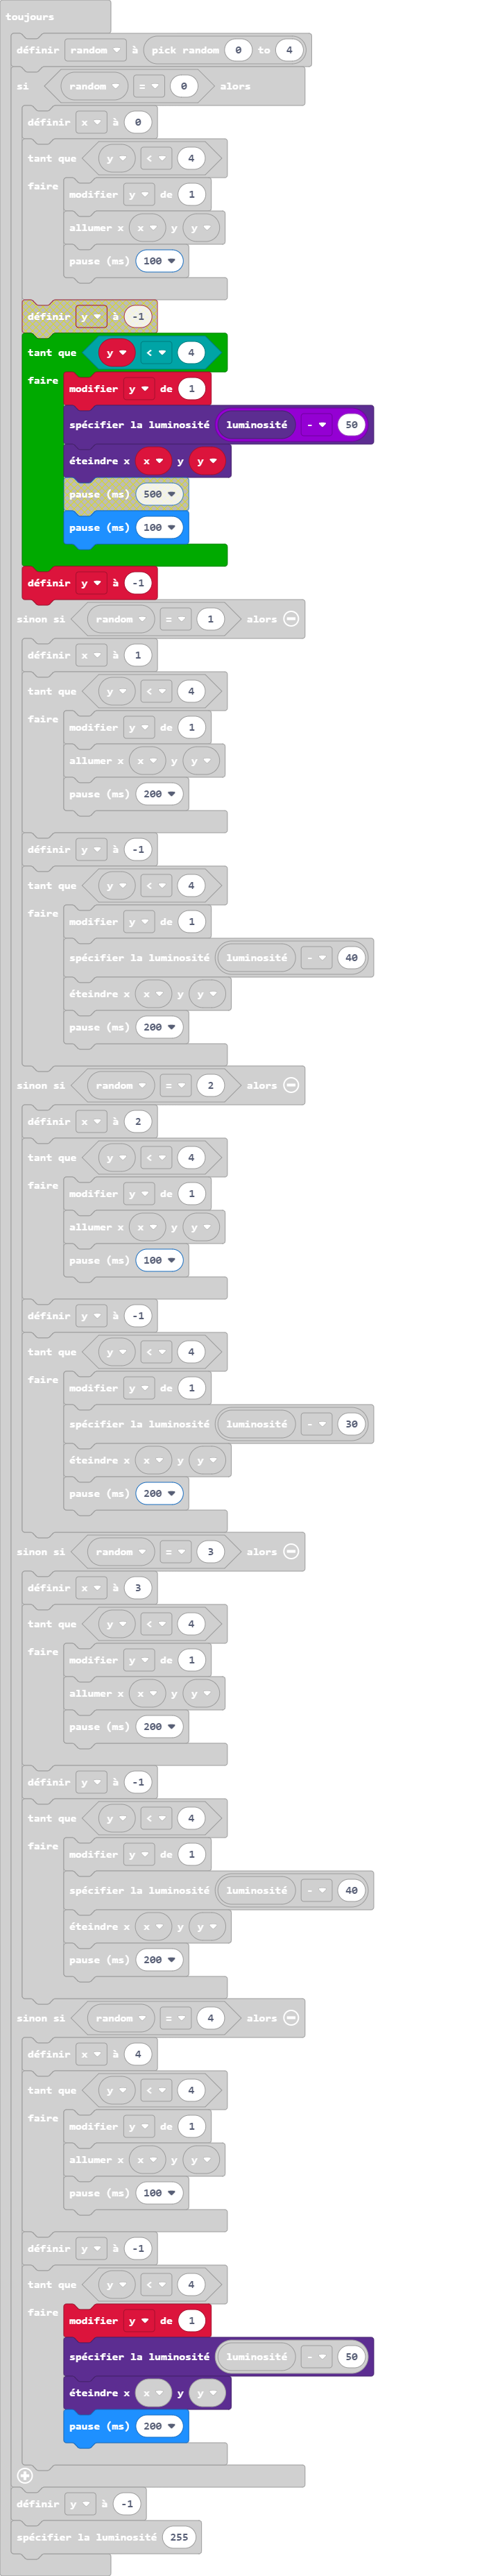 toujours
définir random à pick random 0 to 4
si random = 0 alors
définir x à 0
tant que y < 4
faire
modifier y de 1
allumer x x y y
pause (ms) 100
définir y à -1
tant que y < 4
faire
modifier y de 1
spécifier la luminosité luminosité - 50
éteindre x x y y
pause (ms) 500
pause (ms) 100
définir y à -1
sinon si random = 1 alors
définir x à 1
tant que y < 4
faire
modifier y de 1
allumer x x y y
pause (ms) 200
définir y à -1
tant que y < 4
faire
modifier y de 1
spécifier la luminosité luminosité - 40
éteindre x x y y
pause (ms) 200
sinon si random = 2 alors
définir x à 2
tant que y < 4
faire
modifier y de 1
allumer x x y y
pause (ms) 100
définir y à -1
tant que y < 4
faire
modifier y de 1
spécifier la luminosité luminosité - 30
éteindre x x y y
pause (ms) 200
sinon si random = 3 alors
définir x à 3
tant que y < 4
faire
modifier y de 1
allumer x x y y
pause (ms) 200
définir y à -1
tant que y < 4
faire
modifier y de 1
spécifier la luminosité luminosité - 40
éteindre x x y y
pause (ms) 200
sinon si random = 4 alors
définir x à 4
tant que y < 4
faire
modifier y de 1
allumer x x y y
pause (ms) 100
définir y à -1
tant que y < 4
faire
modifier y de 1
spécifier la luminosité luminosité - 50
éteindre x x y y
pause (ms) 200
définir y à -1
spécifier la luminosité 255